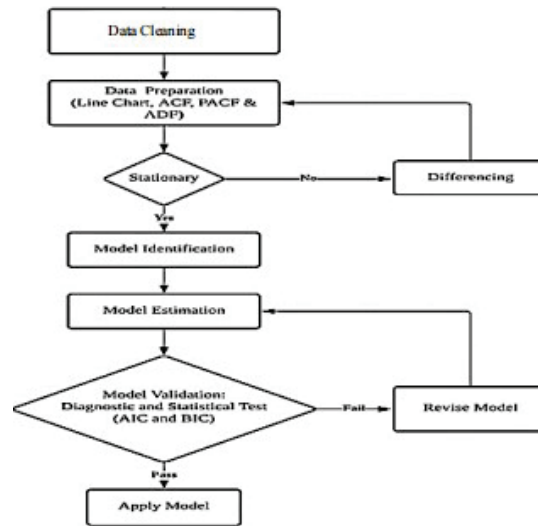 Data Cleaning
Data Preparation
(Line Chart, ACF, PACF &
ADF)
Stationary
No
Differencing
Yes
Model Identification
Model Estimation
Model Validation:
Diagnostic and Statistical Test
(AIC and BIC)
Fail
Revise Model
Pass
Apply Model